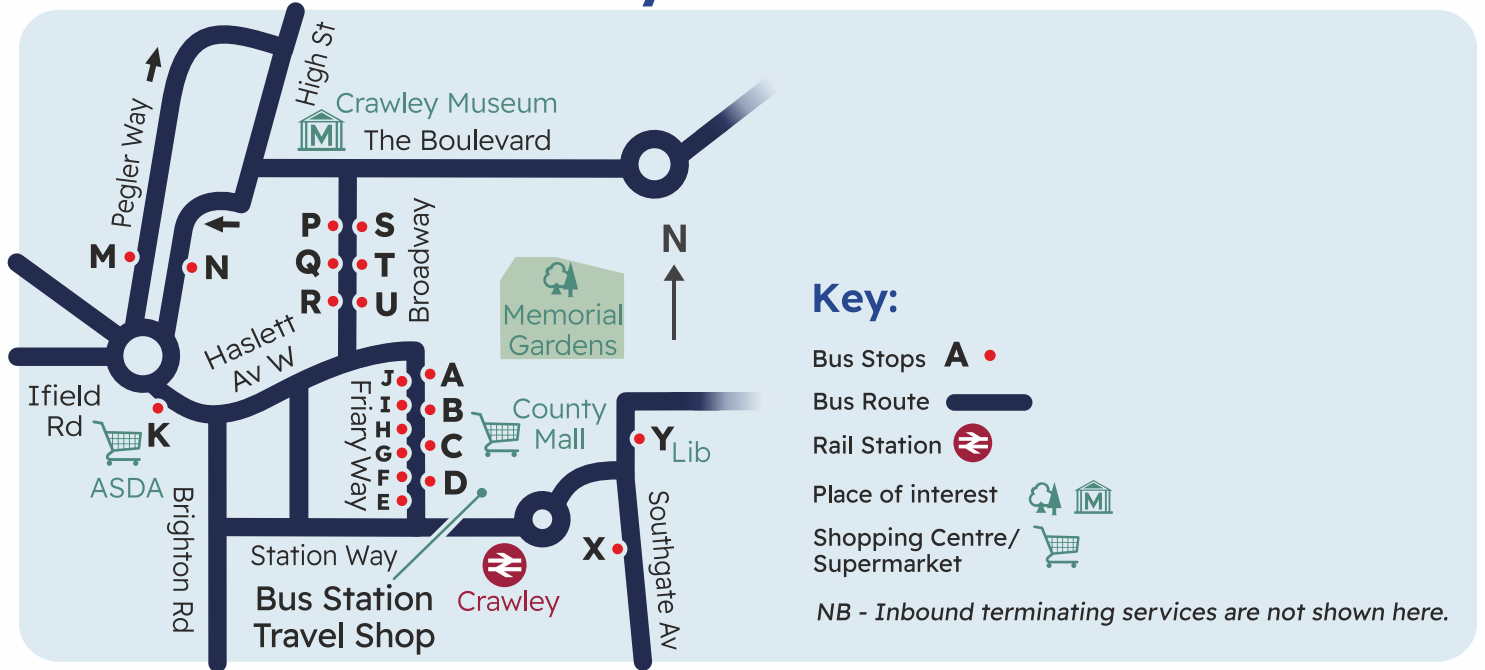 High St
Crawley Museum
M
The Boulevard
Pegler Way
P
S
Broadway
M
N
Q
T
R
U
N
Memorial
Gardens
Haslett
Av W
Ifield
Rd
K
ASDA
Friary Way
J
A
I
B
H
C
G
F
D
E
County
Mall
Y
Lib
Brighton Rd
Station Way
Bus Station
Travel Shop
Crawley
X
Southgate Av
Key:
Bus Stops A
Bus Route
Rail Station
Place of interest
M
Shopping Centre/
Supermarket
NB - Inbound terminating services are not shown here.